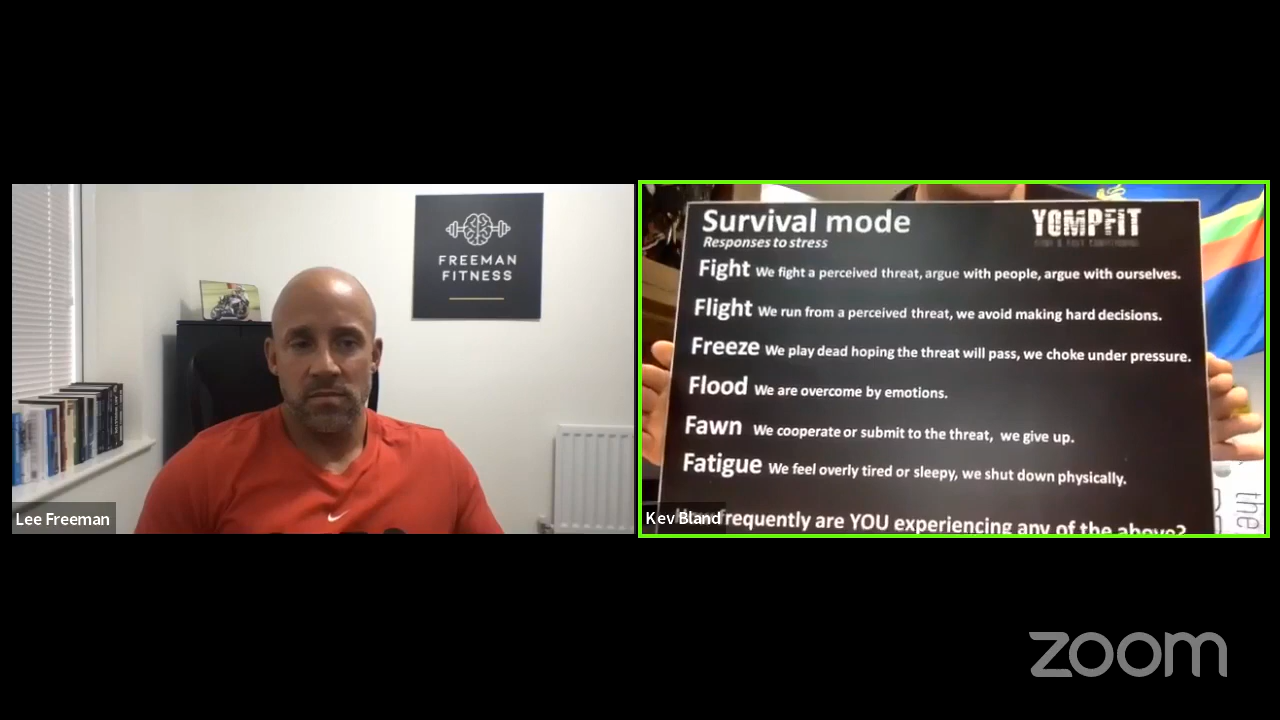 FREEMAN
FITNESS
Lee Freeman
Survival mode
YOMPFIT
Responses to stress
Fight We fight a perceived threat, argue with people, argue with ourselves.
Flight We run from a perceived threat, we avoid making hard decisions.
Freeze We play dead hoping the threat will pass, we choke under pressure.
Flood We are overcome by emotions.
Fawn We cooperate or submit to the threat, we give up.
Fatigue We feel overly tired or sleepy, we shut down physically.
frequently are YOU experiencing any of the above?
Kev Bland
the
zoom